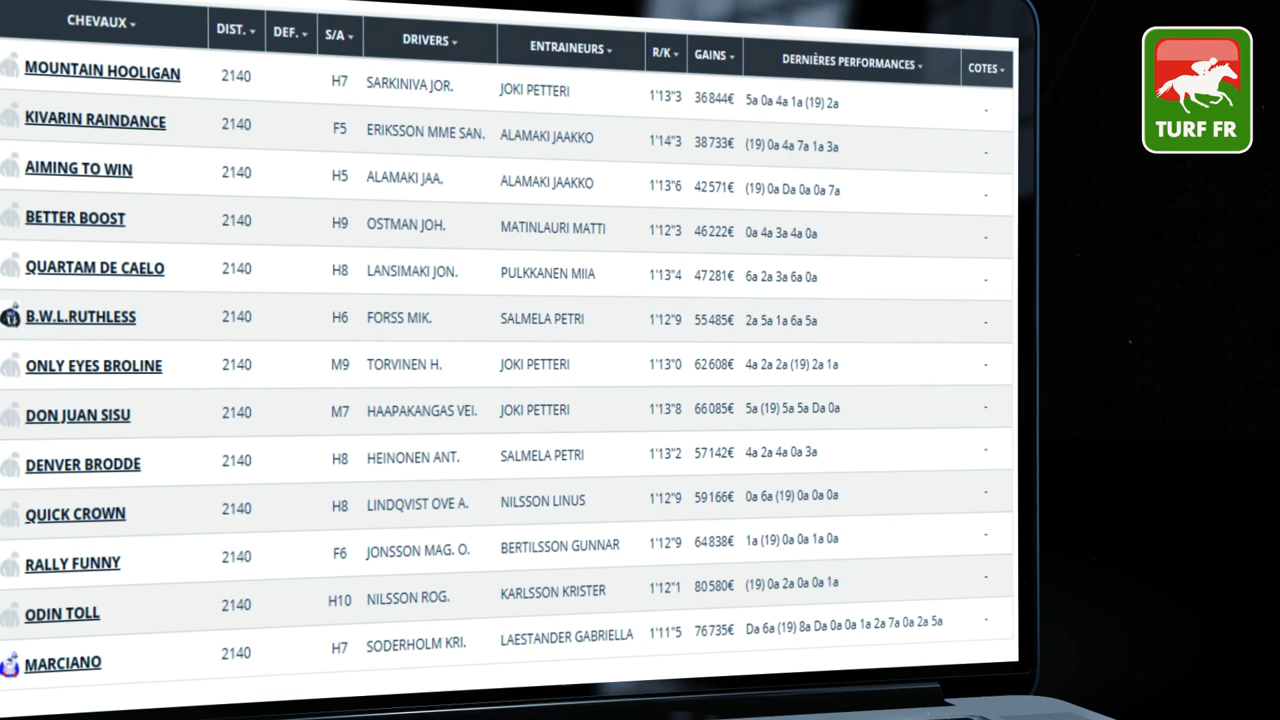 CHEVAUX DIST. DEF. S/A DRIVERS ENTRAINEURS R/K GAINS DERNIÈRES PERFORMANCES COTES
MOUNTAIN HOOLIGAN 2140 H7 SARKINIVA JOR. JOKI PETTERI 1'13"3 36844€ 5a 0a 4a 1a (19) 2a -
KIVARIN RAINDANCE 2140 F5 ERIKSSON MME SAN. ALAMAKI JAAKKO 1'14"3 38733€ (19) 0a 4a 7a 1a 3a -
AIMING TO WIN 2140 H5 ALAMAKI JAA. ALAMAKI JAAKKO 1'13"6 42571€ (19) 0a Da 0a 0a 7a -
BETTER BOOST 2140 H9 OSTMAN JOH. MATINLAURI MATTI 1'12"3 46222€ 0a 4a 3a 4a 0a -
QUARTAM DE CAELO 2140 H8 LANSIMAKI JON. PULKKANEN MIIA 1'13"4 47281€ 6a 2a 3a 6a 0a -
B.W.L.RUTHLESS 2140 H6 FORSS MIK. SALMELA PETRI 1'12"9 55485€ 2a 5a 1a 6a 5a -
ONLY EYES BROLINE 2140 M9 TORVINEN H. JOKI PETTERI 1'13"0 62608€ 4a 2a 2a (19) 2a 1a -
DON JUAN SISU 2140 M7 HAAPAKANGAS VEI. JOKI PETTERI 1'13"8 66085€ 5a (19) 5a 5a Da 0a -
DENVER BRODDE 2140 H8 HEINONEN ANT. SALMELA PETRI 1'13"2 57142€ 4a 2a 4a 0a 3a -
QUICK CROWN 2140 H8 LINDQVIST OVE A. NILSSON LINUS 1'12"9 59166€ 0a 6a (19) 0a 0a 0a -
RALLY FUNNY 2140 F6 JONSSON MAG. O. BERTILSSON GUNNAR 1'12"9 64838€ 1a (19) 0a 0a 1a 0a -
ODIN TOLL 2140 H10 NILSSON ROG. KARLSSON KRISTER 1'12"1 80580€ (19) 0a 2a 0a 0a 1a -
MARCIANO 2140 H7 SODERHOLM KRI. LAESTANDER GABRIELLA 1'11"5 76735€ Da 6a (19) 8a Da 0a 0a 1a 2a 7a 0a 2a 5a -
TURF FR